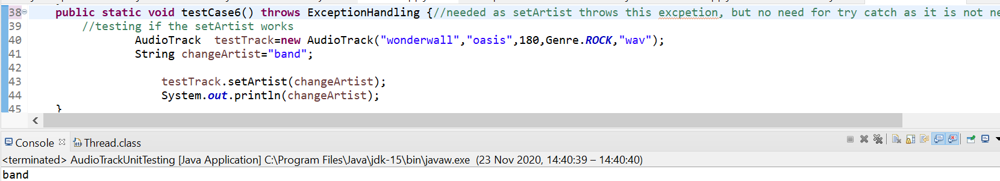 38 public static void testCase6() throws ExceptionHandling {//needed as setArtist throws this excpetion, but no need for try catch as it is not ne
39 //testing if the setArtist works
40 AudioTrack  testTrack=new AudioTrack("wonderwall","oasis",180,Genre.ROCK,"wav");
41 String changeArtist="band";
42
43 testTrack.setArtist(changeArtist);
44 System.out.println(changeArtist);
45 }
Console Thread.class
<terminated> AudioTrackUnitTesting [Java Application] C:\Program Files\Java\jdk-15\bin\javaw.exe  (23 Nov 2020, 14:40:39 – 14:40:40)
band